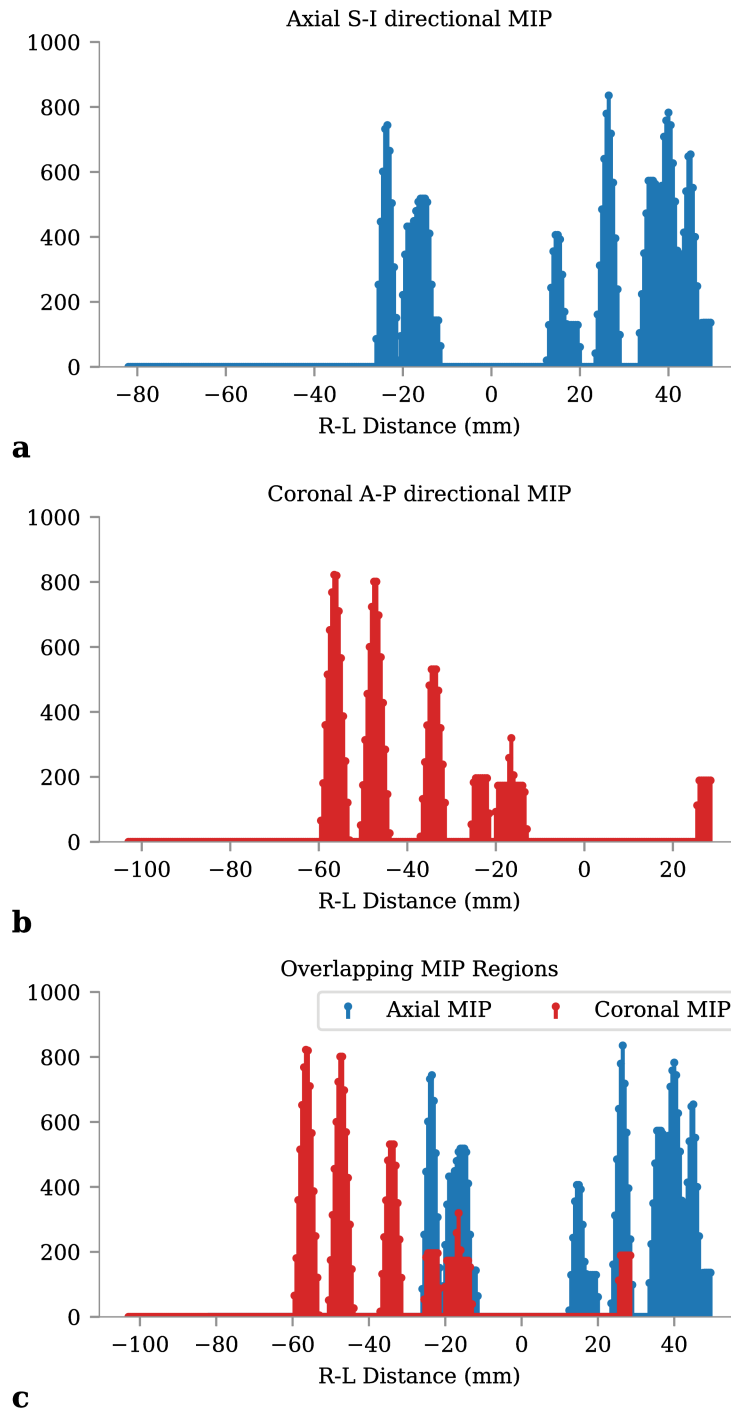 Axial S-I directional MIP
1000
800
600
400
200
0
−80 −60 −40 −20 0 20 40
R-L Distance (mm)
a
Coronal A-P directional MIP
1000
800
600
400
200
0
−100 −80 −60 −40 −20 0 20
R-L Distance (mm)
b
Overlapping MIP Regions
1000
Axial MIP Coronal MIP
800
600
400
200
0
−100 −80 −60 −40 −20 0 20 40
R-L Distance (mm)
c